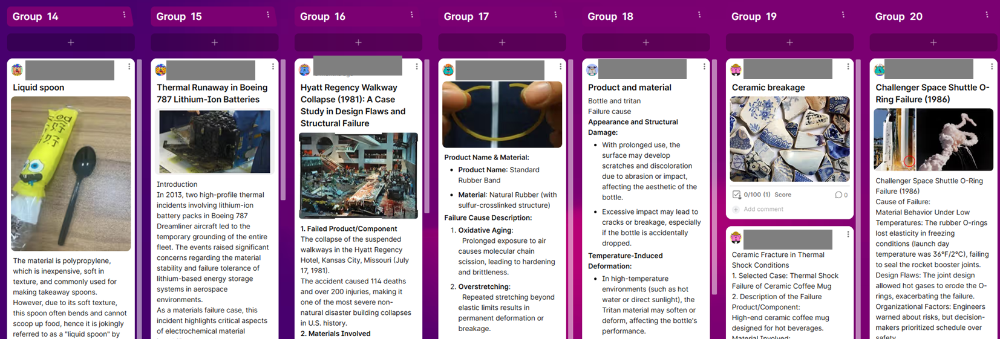 Group 14
Liquid spoon
The material is polypropylene,
which is inexpensive, soft in
texture, and commonly used for
making takeaway spoons.
However, due to its soft texture,
this spoon often bends and cannot
scoop up food, hence it is jokingly
referred to as a "liquid spoon" by
Group 15
Thermal Runaway in Boeing
787 Lithium-Ion Batteries
Introduction
In 2013, two high-profile thermal
incidents involving lithium-ion
battery packs in Boeing 787
Dreamliner aircraft led to the
temporary grounding of the entire
fleet. The events raised significant
concerns regarding the material
stability and failure tolerance of
lithium-based energy storage
systems in aerospace
environments.
As a materials failure case, this
incident highlights critical aspects
of electrochemical material
Group 16
Hyatt Regency Walkway
Collapse (1981): A Case
Study in Design Flaws and
Structural Failure
1. Failed Product/Component
The collapse of the suspended
walkways in the Hyatt Regency
Hotel, Kansas City, Missouri (July
17, 1981).
The accident caused 114 deaths
and over 200 injuries, making it
one of the most severe non-
natural disaster building collapses
in U.S. history.
2. Materials Involved
Group 17
Product Name & Material:
• Product Name: Standard
Rubber Band
• Material: Natural Rubber (with
sulfur-crosslinked structure)
Failure Cause Description:
1. Oxidative Aging:
Prolonged exposure to air
causes molecular chain
scission, leading to hardening
and brittleness.
2. Overstretching:
Repeated stretching beyond
elastic limits results in
permanent deformation or
breakage.
Group 18
Product and material
Bottle and tritan
Failure cause
Appearance and Structural
Damage:
• With prolonged use, the
surface may develop
scratches and discoloration
due to abrasion or impact,
affecting the aesthetic of the
bottle.
• Excessive impact may lead to
cracks or breakage, especially
if the bottle is accidentally
dropped.
Temperature-Induced
Deformation:
• In high-temperature
environments (such as hot
water or direct sunlight), the
Tritan material may soften or
deform, affecting the bottle's
performance.
Group 19
Ceramic breakage
0/100 (1) Score
0
Add comment
Ceramic Fracture in Thermal
Shock Conditions
1. Selected Case: Thermal Shock
Failure of Ceramic Coffee Mug
2. Description of the Failure
Product/Component:
High-end ceramic coffee mug
designed for hot beverages.
Material Involved:
Group 20
Challenger Space Shuttle O-
Ring Failure (1986)
Challenger Space Shuttle O-Ring
Failure (1986)
Cause of Failure:
Material Behavior Under Low
Temperatures: The rubber O-rings
lost elasticity in freezing
conditions (launch day
temperature was 36°F/2°C), failing
to seal the rocket booster joints.
Design Flaws: The joint design
allowed hot gases to erode the O-
rings, exacerbating the failure.
Organizational Factors: Engineers
warned about risks, but decision-
makers prioritized schedule over
safety.